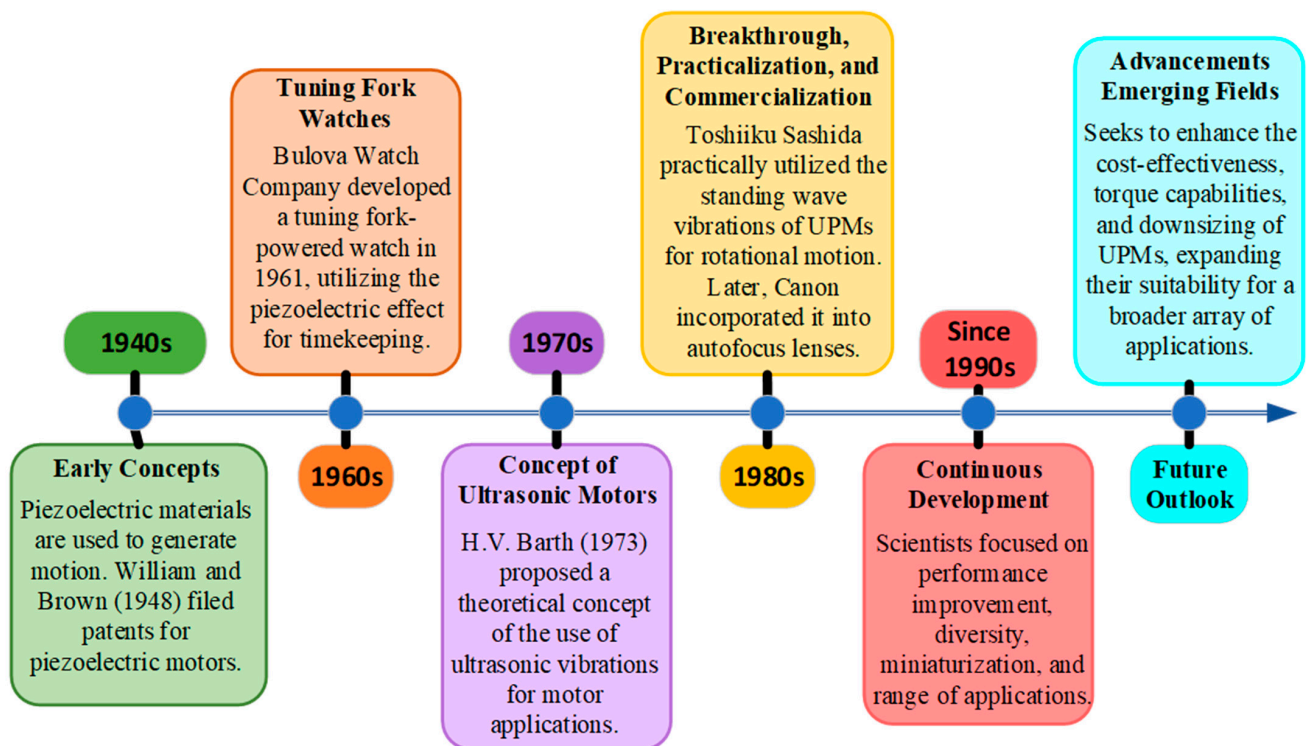 1940s
Early Concepts
Piezoelectric materials
are used to generate
motion. William and
Brown (1948) filed
patents for
piezoelectric motors.
Tuning Fork
Watches
Bulova Watch
Company developed
a tuning fork-
powered watch in
1961, utilizing the
piezoelectric effect
for timekeeping.
1960s
1970s
Concept of
Ultrasonic Motors
H.V. Barth (1973)
proposed a
theoretical concept
of the use of
ultrasonic vibrations
for motor
applications.
Breakthrough,
Practicalization, and
Commercialization
Toshiiku Sashida
practically utilized the
standing wave
vibrations of UPMs
for rotational motion.
Later, Canon
incorporated it into
autofocus lenses.
1980s
Since
1990s
Continuous
Development
Scientists focused on
performance
improvement,
diversity,
miniaturization, and
range of applications.
Advancements
Emerging Fields
Seeks to enhance the
cost-effectiveness,
torque capabilities,
and downsizing of
UPMs, expanding
their suitability for a
broader array of
applications.
Future
Outlook